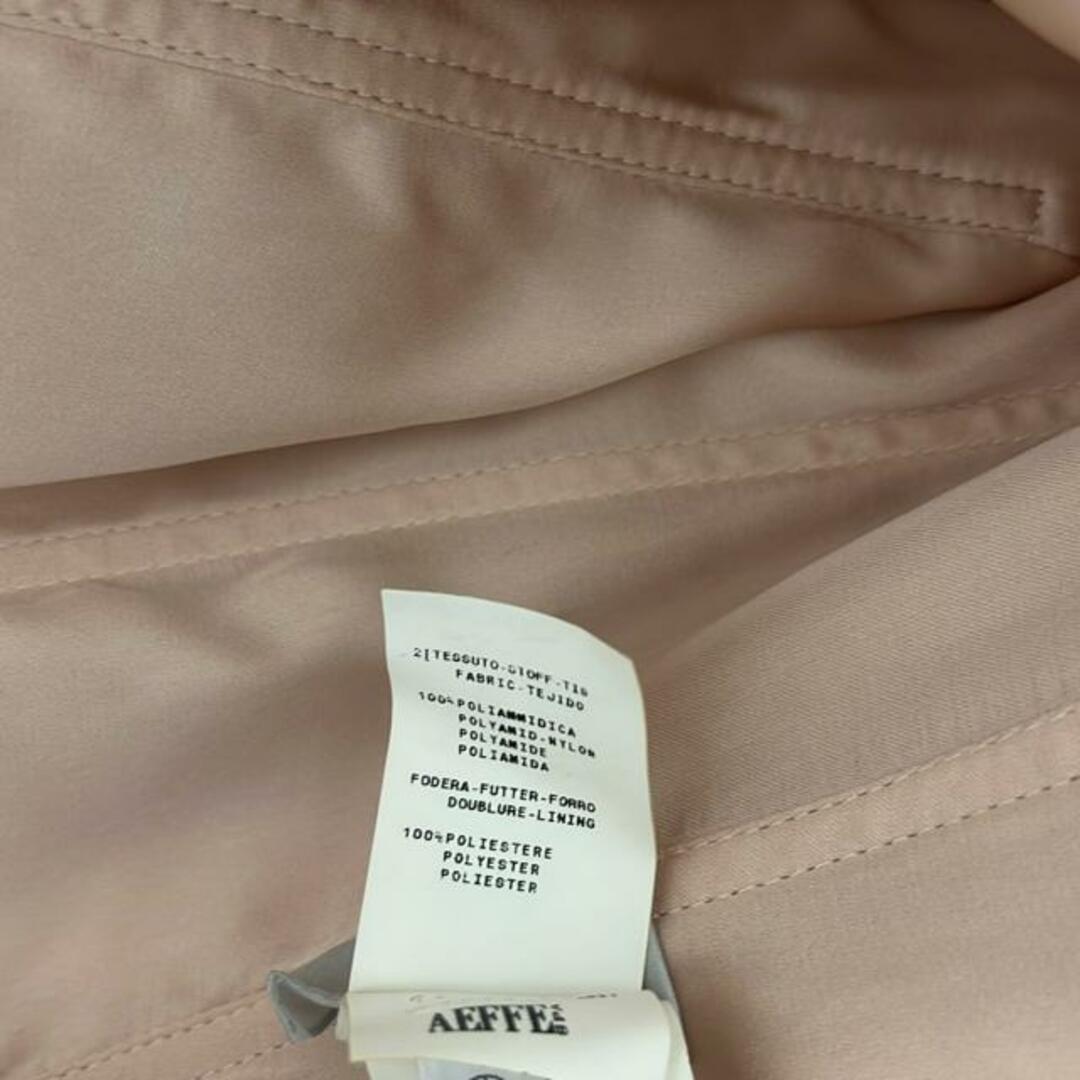 2[TESSUTO-STOFF-TIS
FABRIC-TEJIDO
100%POLIAMMIDICA
POLYAMID-NYLON
POLYAMIDE
POLIAMIDA
FODERA-FUTTER-FORRO
DOUBLURE-LINING
100%POLIESTERE
POLYESTER
POLIESTER
AEFFE SPA